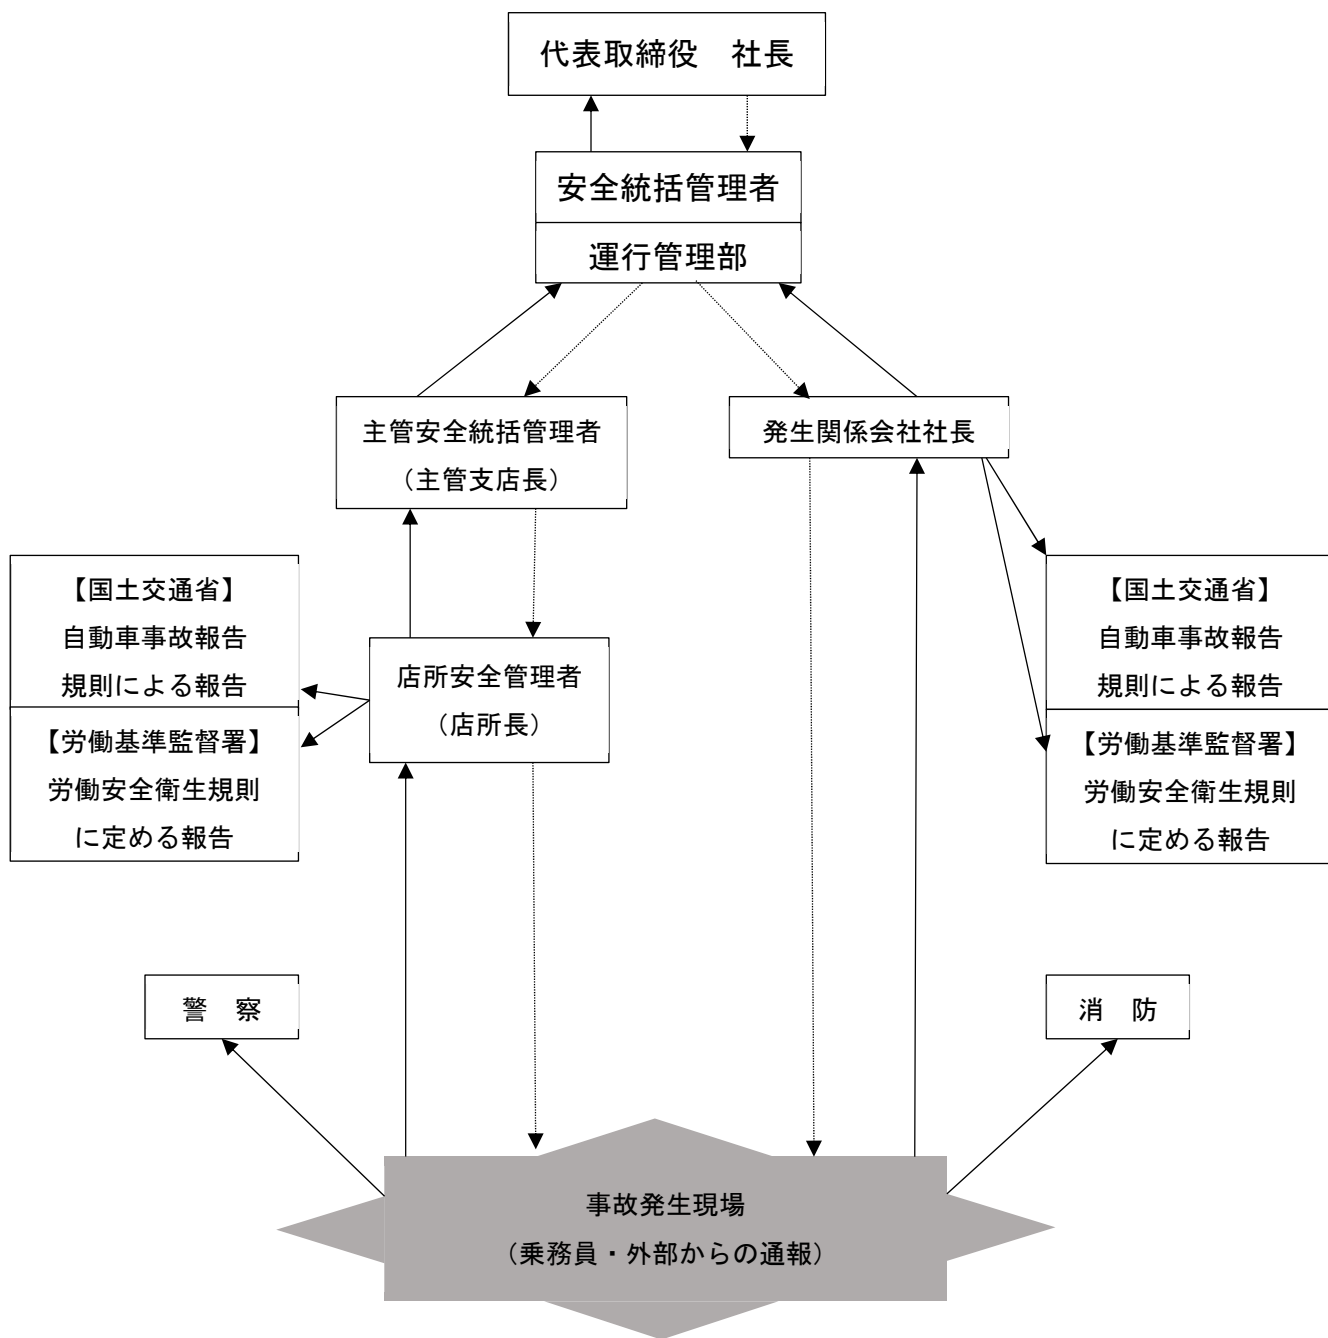 代表取締役　社長
安全統括管理者
運行管理部
主管安全統括管理者
（主管支店長）
発生関係会社社長
【国土交通省】
自動車事故報告
規則による報告
【労働基準監督署】
労働安全衛生規則
に定める報告
店所安全管理者
（店所長）
【国土交通省】
自動車事故報告
規則による報告
【労働基準監督署】
労働安全衛生規則
に定める報告
警　察
消　防
事故発生現場
（乗務員・外部からの通報）